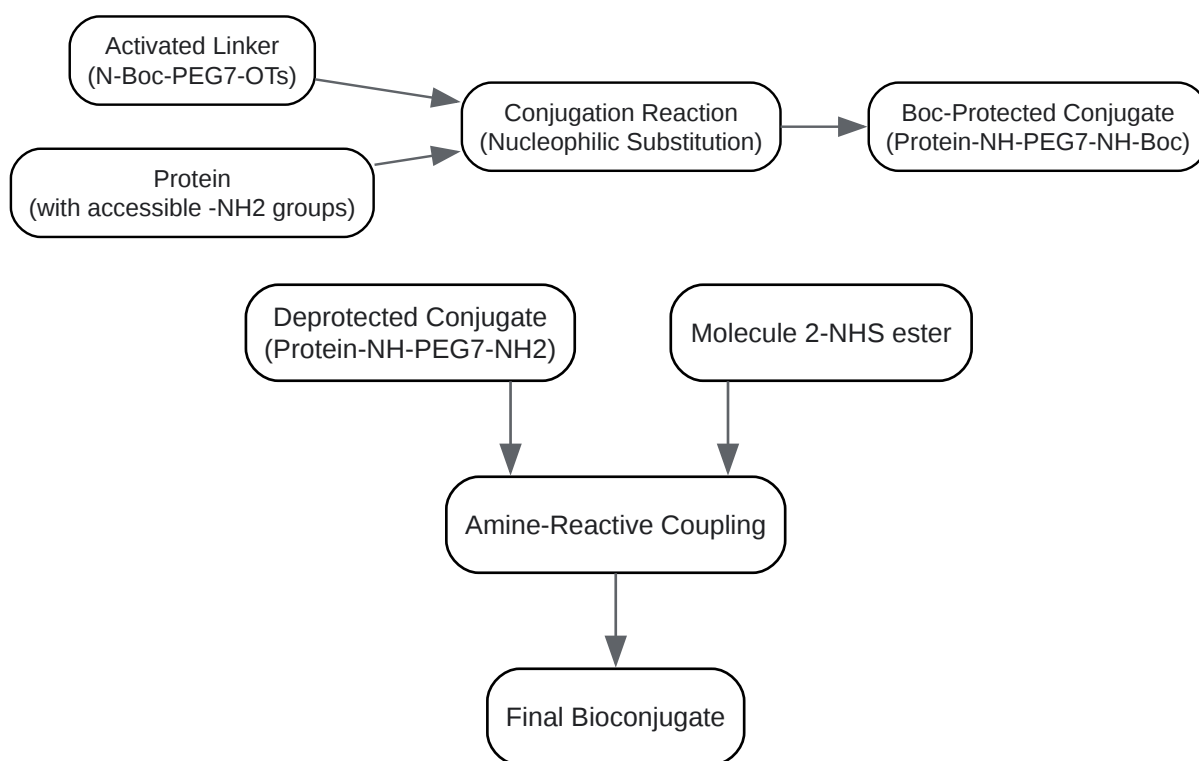 Activated Linker
(N-Boc-PEG7-OTs)
Protein
(with accessible -NH2 groups)
Conjugation Reaction
(Nucleophilic Substitution)
Boc-Protected Conjugate
(Protein-NH-PEG7-NH-Boc)
Deprotected Conjugate
(Protein-NH-PEG7-NH2)
Molecule 2-NHS ester
Amine-Reactive Coupling
Final Bioconjugate